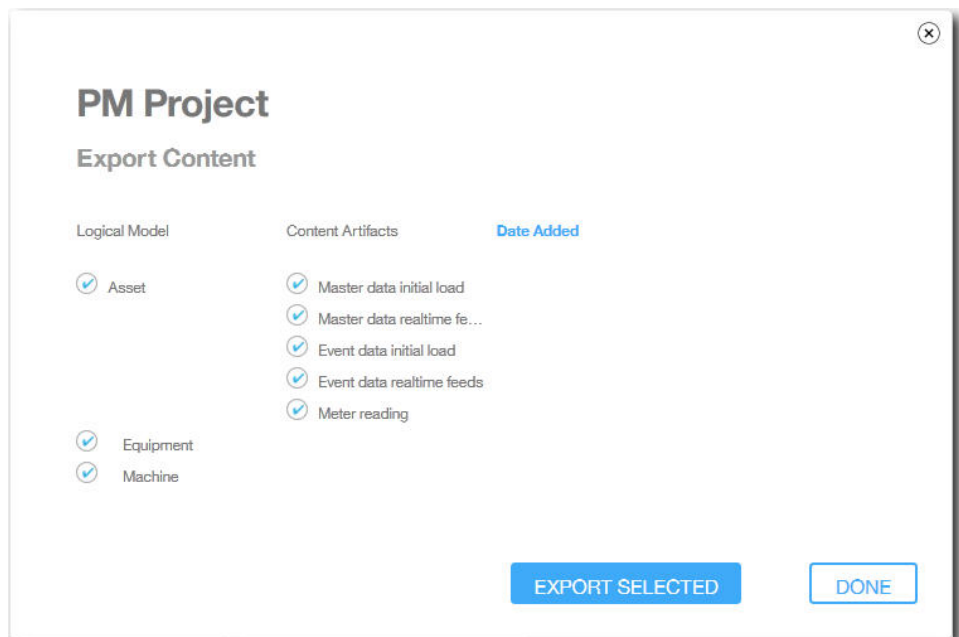 PM Project
Export Content
Logical Model Content Artifacts Date Added
Asset Master data initial load
Master data realtime fe...
Event data initial load
Event data realtime feeds
Meter reading
Equipment
Machine
EXPORT SELECTED DONE